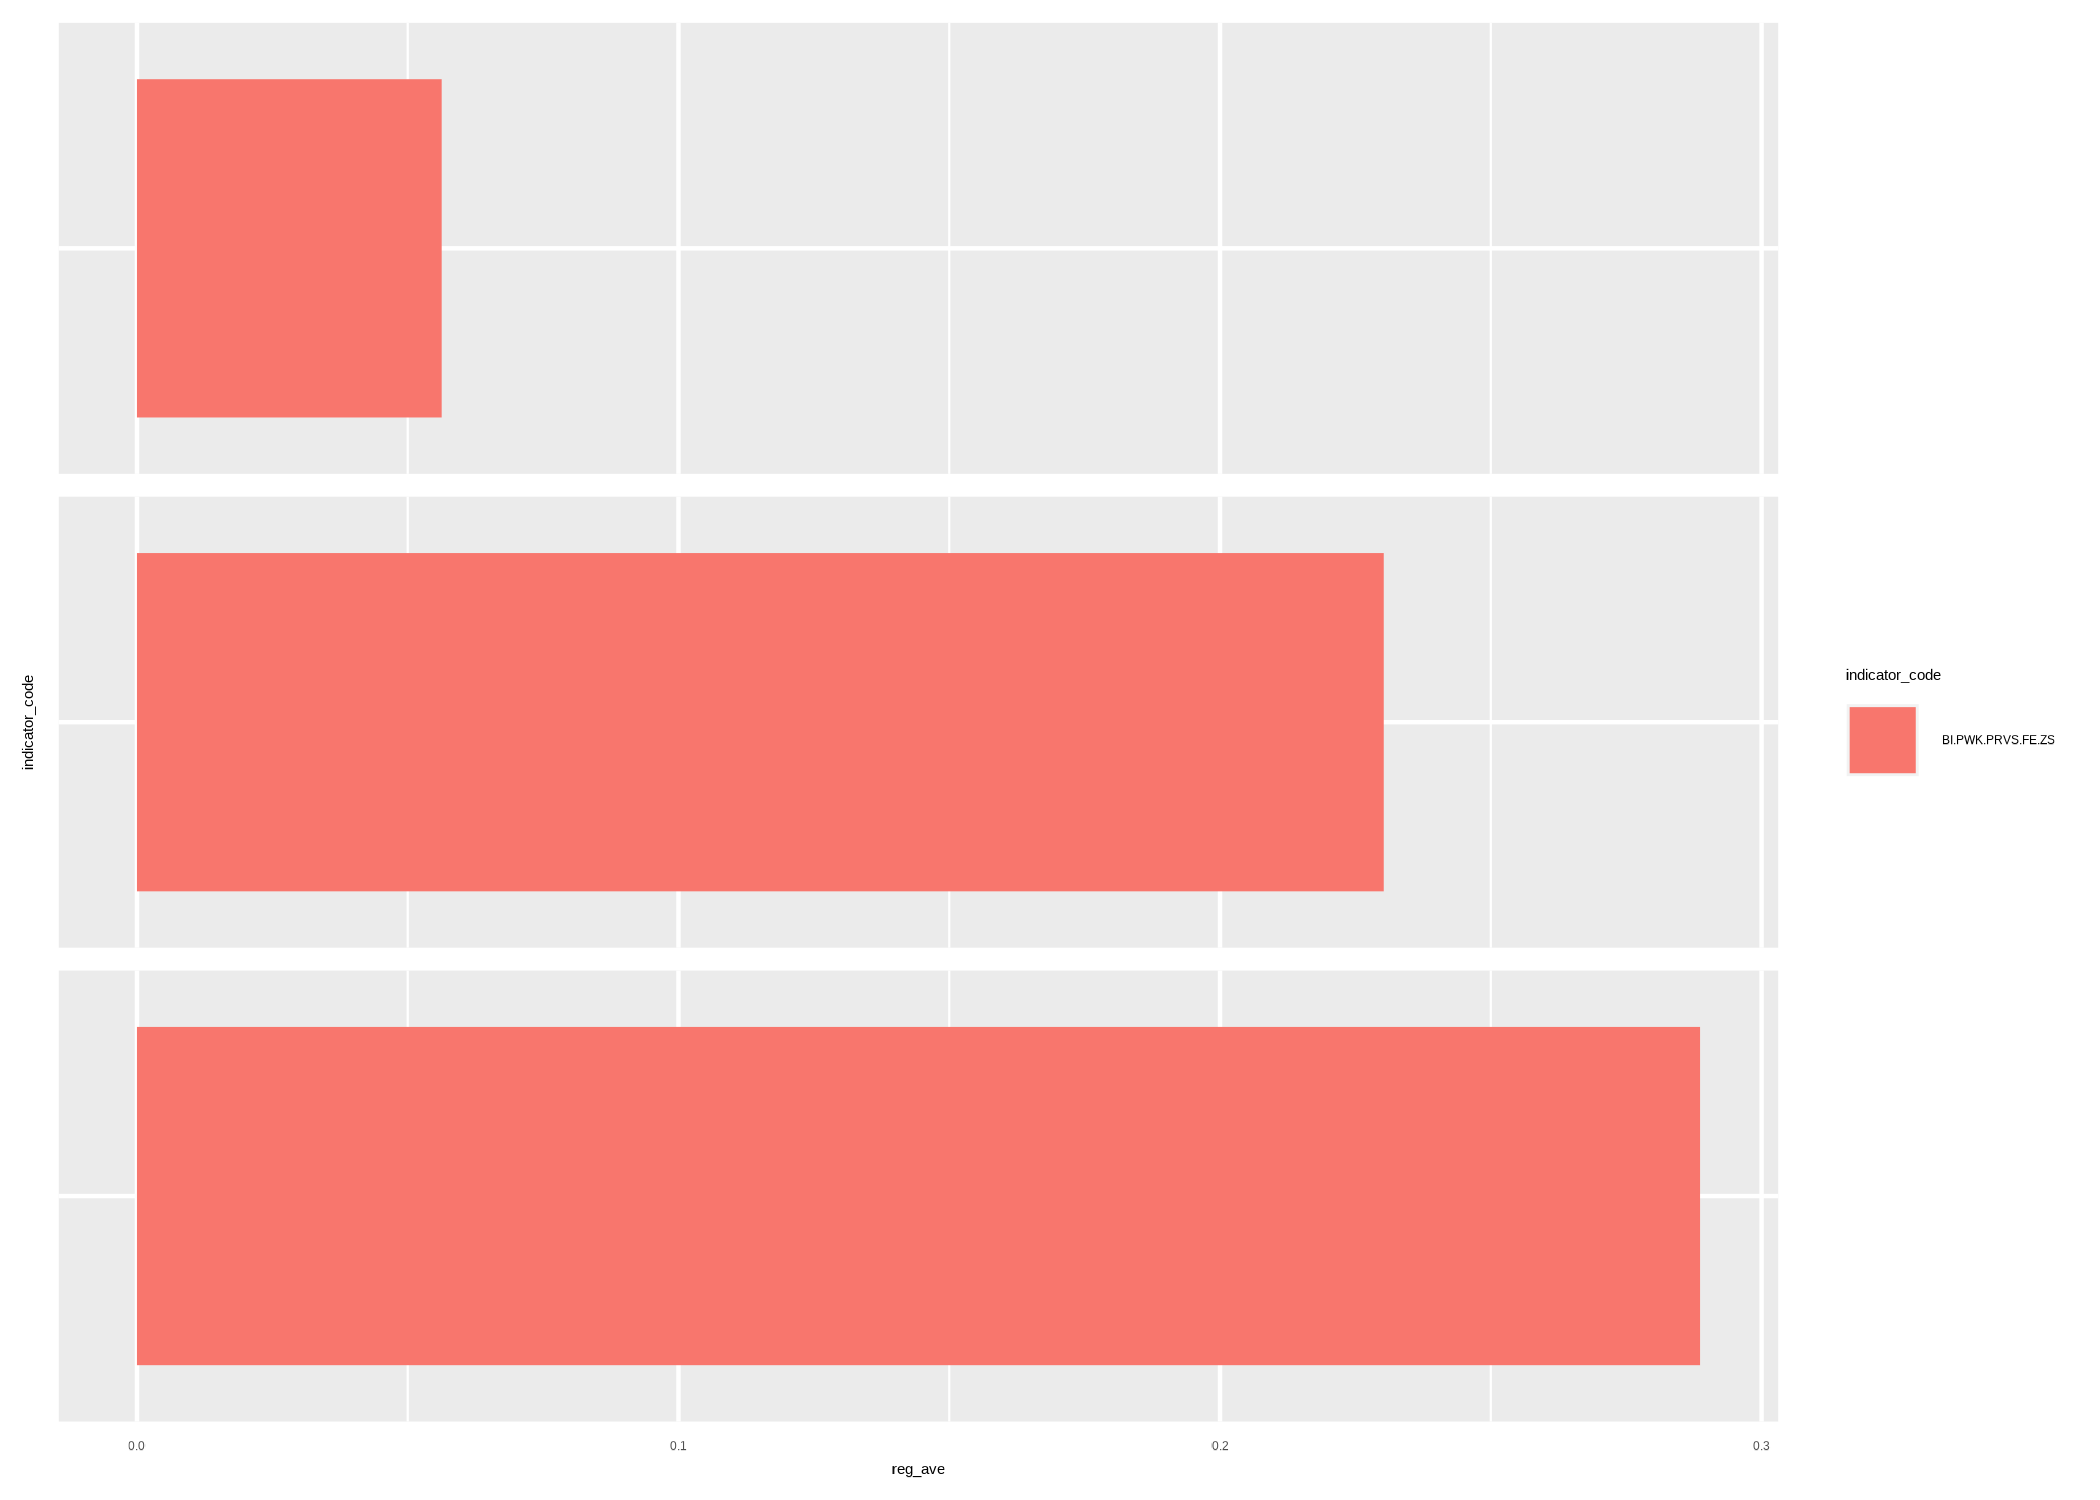 indicator_code
indicator_code
BI.PWK.PRVS.FE.ZS
0.0 0.1 0.2 0.3
reg_ave